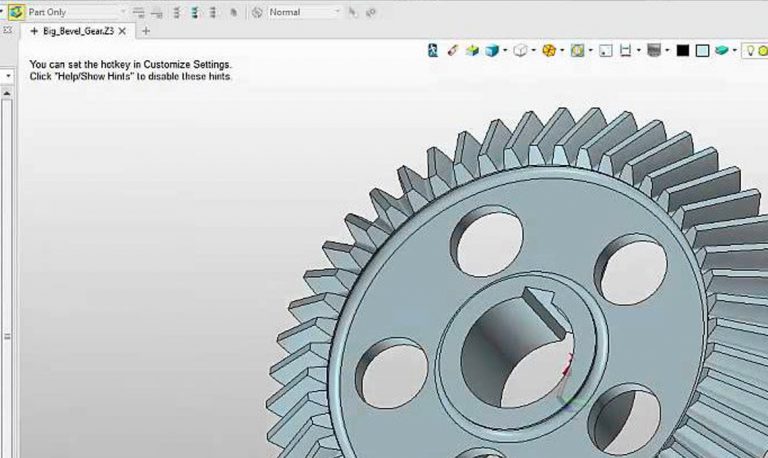 Part Only
Normal
Big_Bevel_Gear.Z3
You can set the hotkey in Customize Settings.
Click "Help/Show Hints" to disable these hints.